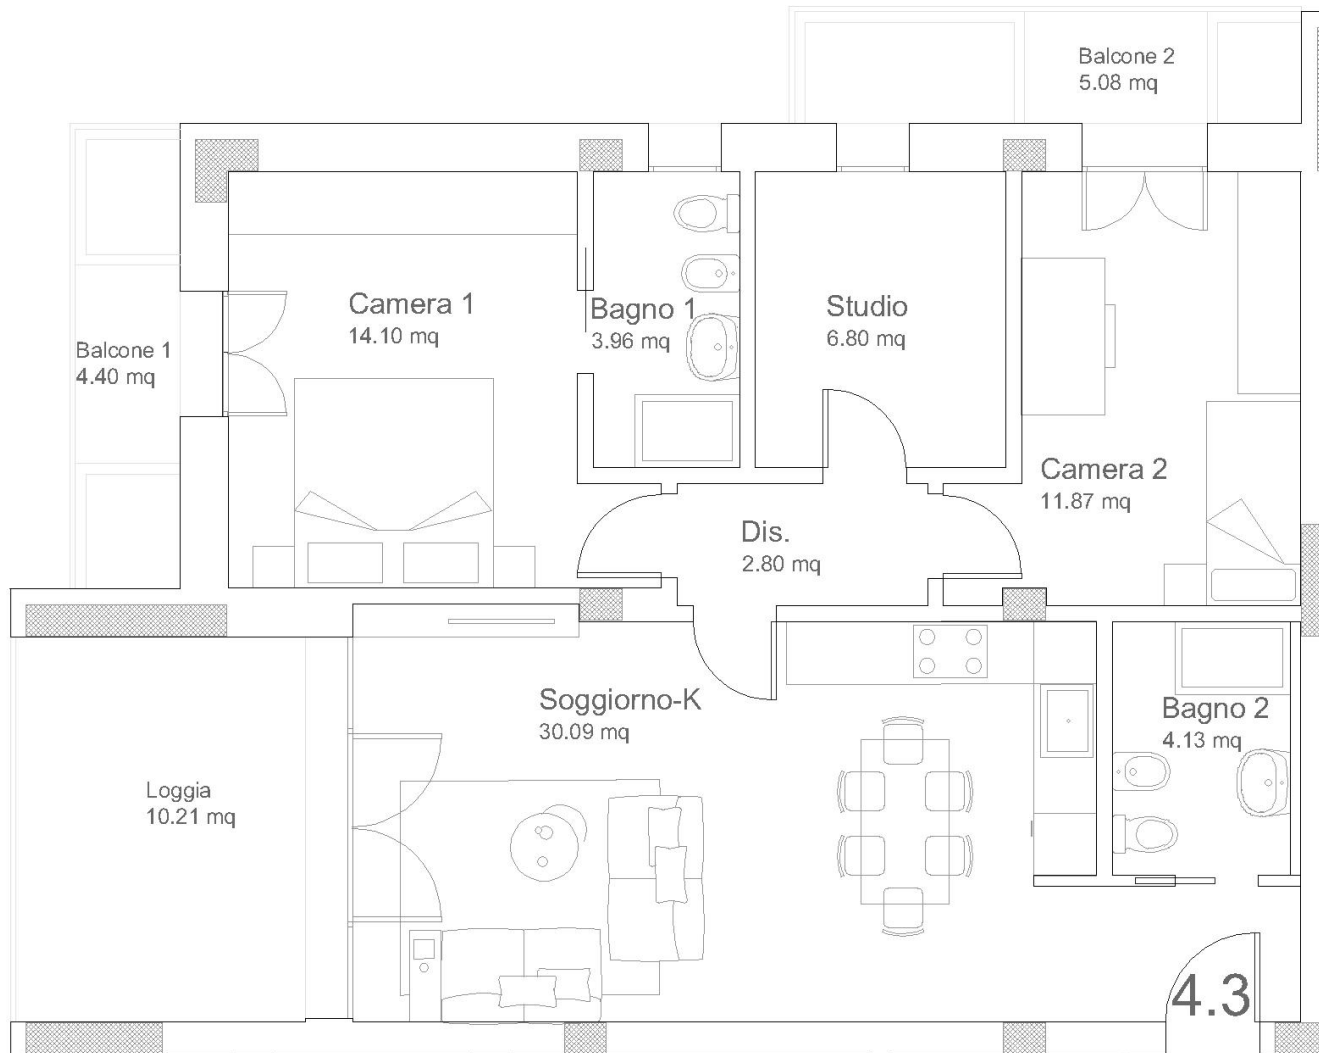 Balcone 2
5.08 mq
Camera 1
14.10 mq
Bagno 1
3.96 mq
Studio
6.80 mq
Balcone 1
4.40 mq
Camera 2
11.87 mq
Dis.
2.80 mq
Soggiorno-K
30.09 mq
Bagno 2
4.13 mq
Loggia
10.21 mq
4.3